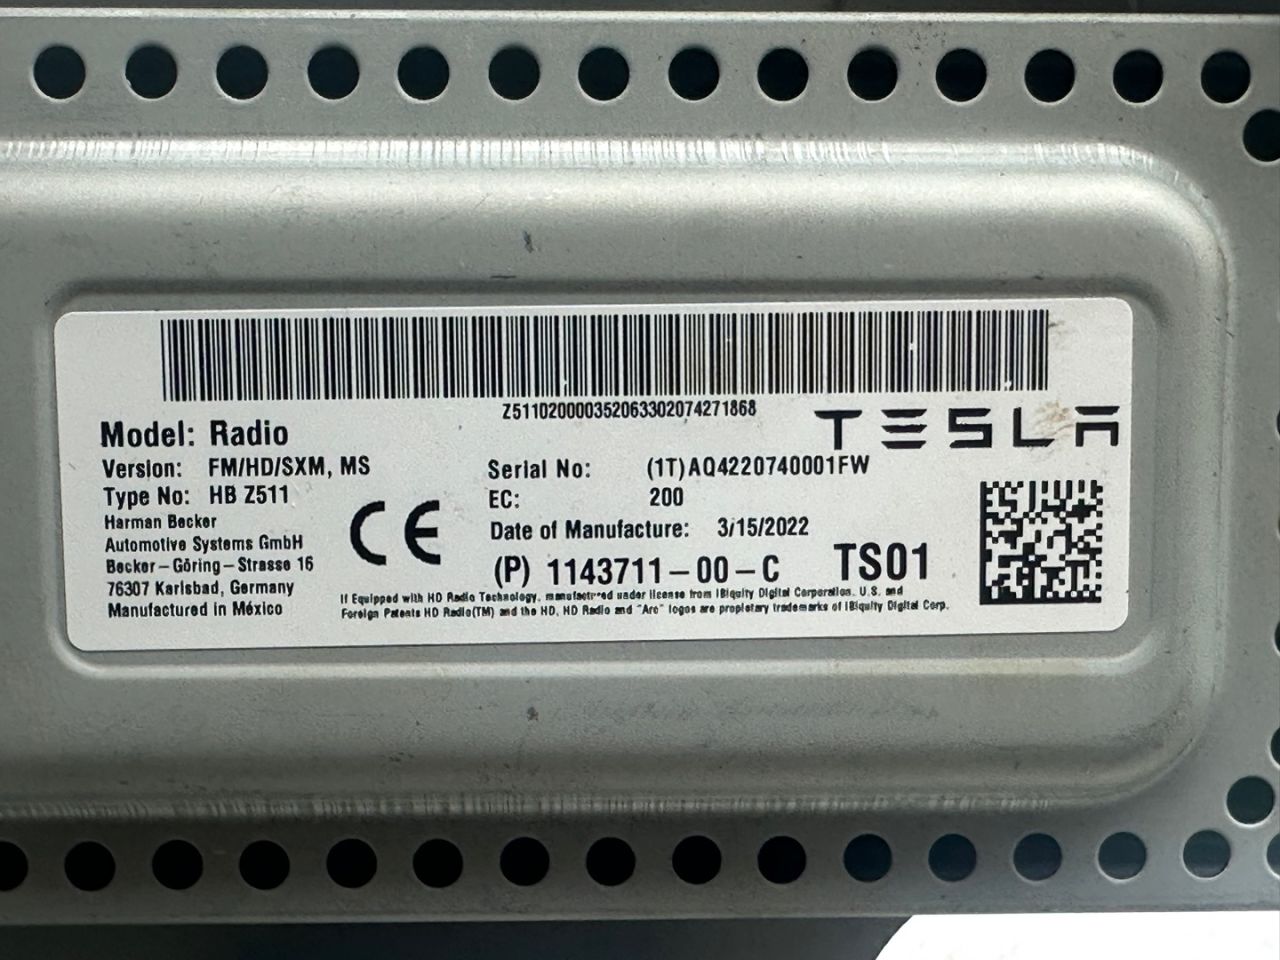 Z51102000035206330207427 1868
TESLA
Model: Radio
Version: FM/HD/SXM, MS
Type No: HB Z511
Harman Becker
Automotive Systems GmbH
Becker-Göring-Strasse 16
76307 Karlsbad, Germany
Manufactured in México
CE
Serial No: (1T)AQ4220740001FW
EC: 200
Date of Manufacture: 3/15/2022
(P) 1143711-00-C TS01
If Equipped with HD Radio Technology, manufactured under license from iBiquity Digital Corporation. U.S. and
Foreign Patents HD Radio(TM) and the HD, HD Radio and "Arc" logos are propietary trademarks of iBiquity Digital Corp.